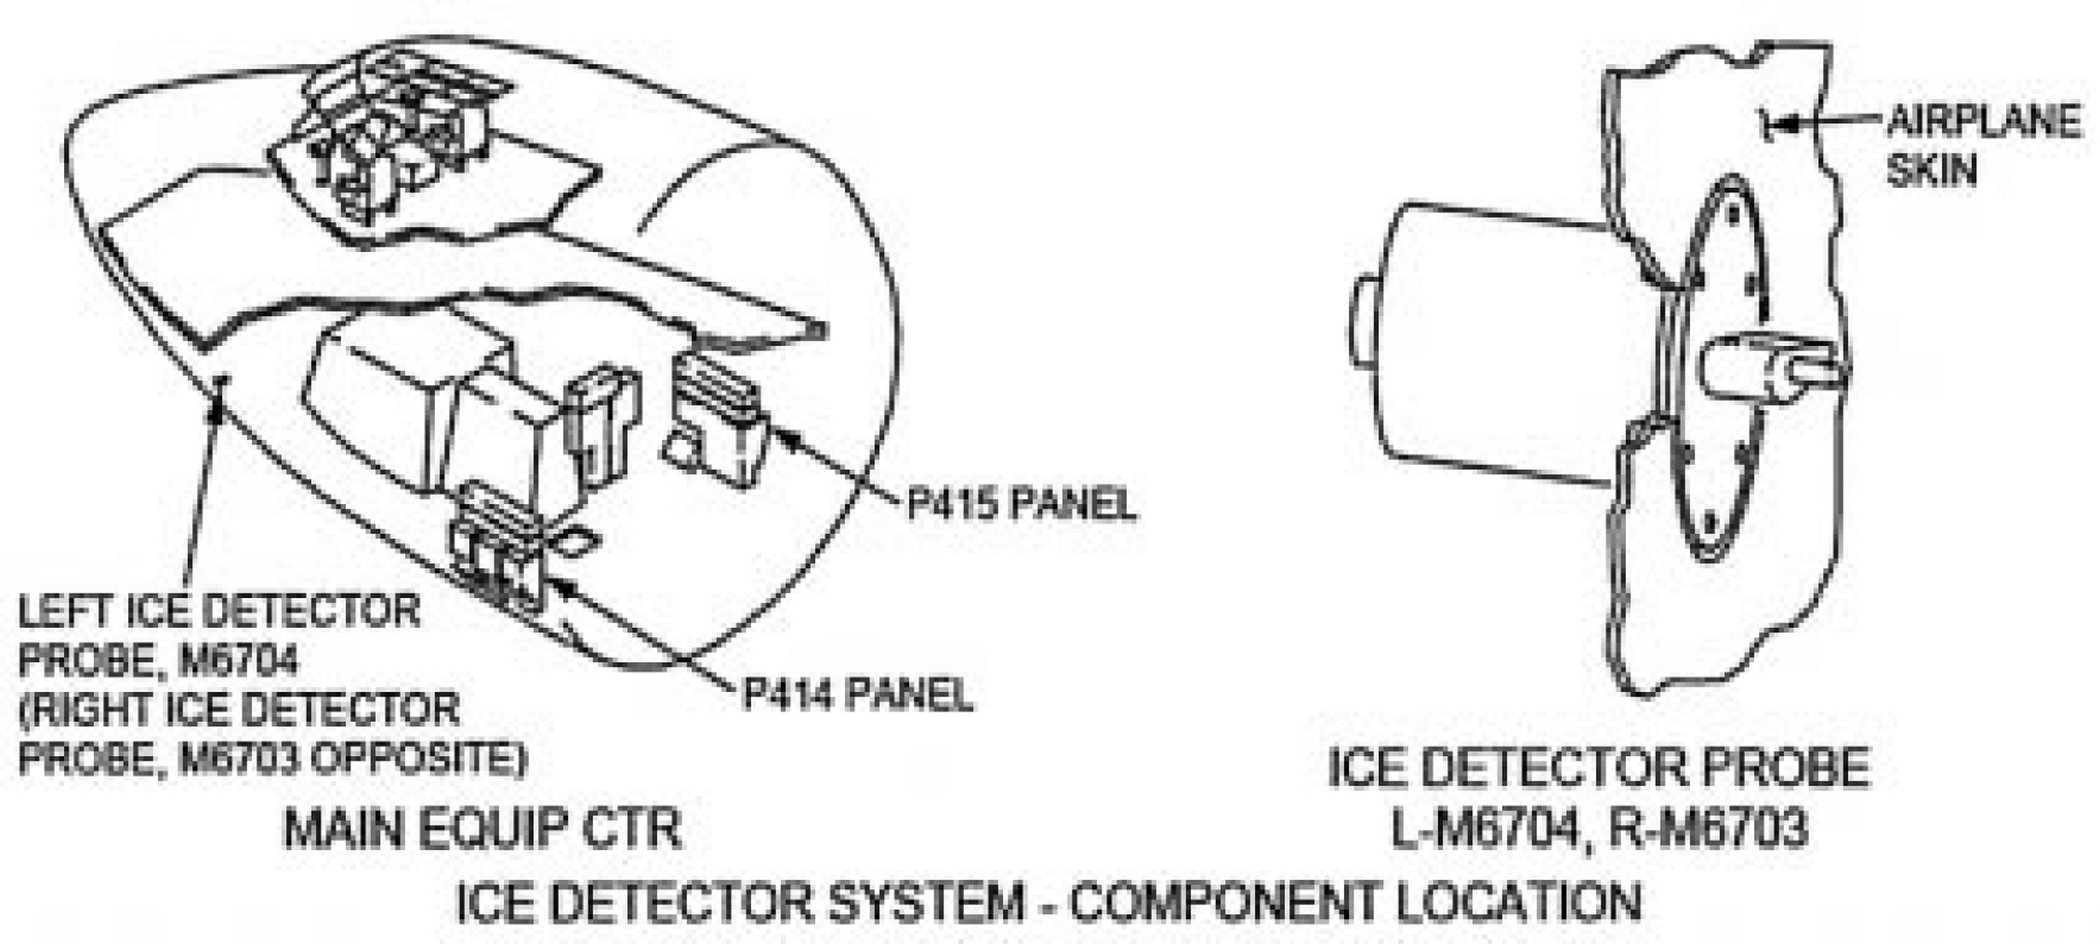 AIRPLANE
SKIN
P415 PANEL
LEFT ICE DETECTOR
PROBE, M6704
(RIGHT ICE DETECTOR
PROBE, M6703 OPPOSITE)
P414 PANEL
MAIN EQUIP CTR
ICE DETECTOR PROBE
L-M6704, R-M6703
ICE DETECTOR SYSTEM - COMPONENT LOCATION